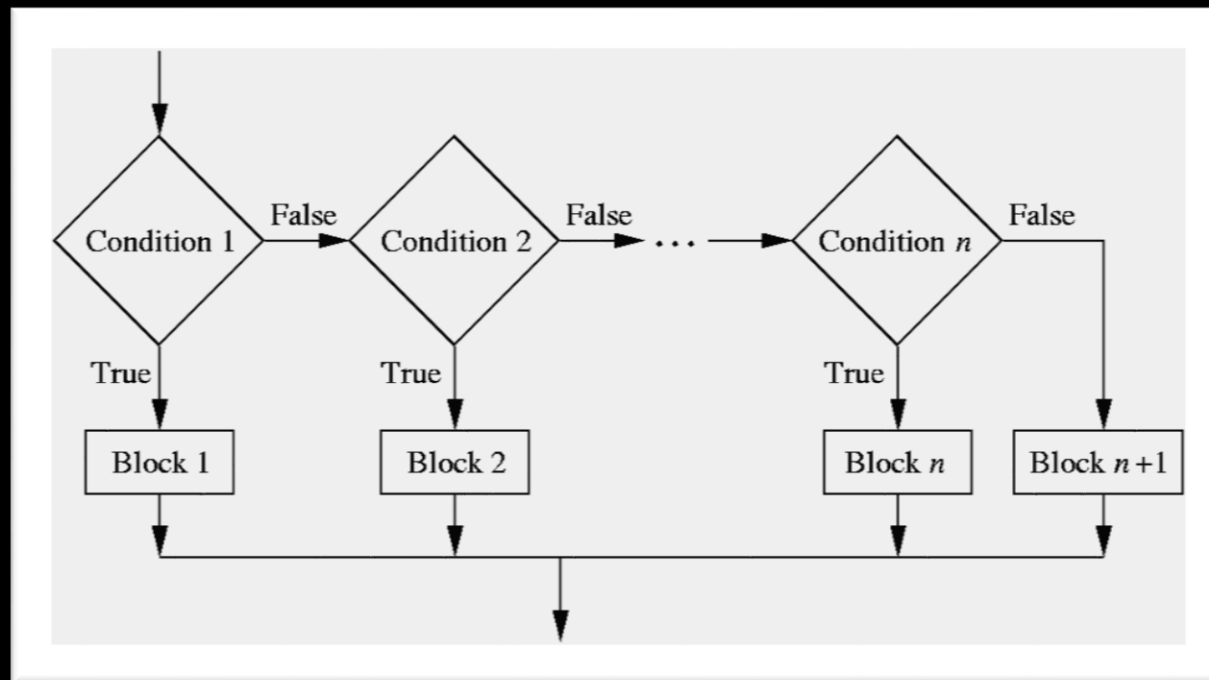 False
False
False
Condition 1
Condition 2
...
Condition n
True
True
True
Block 1
Block 2
Block n
Block n+1